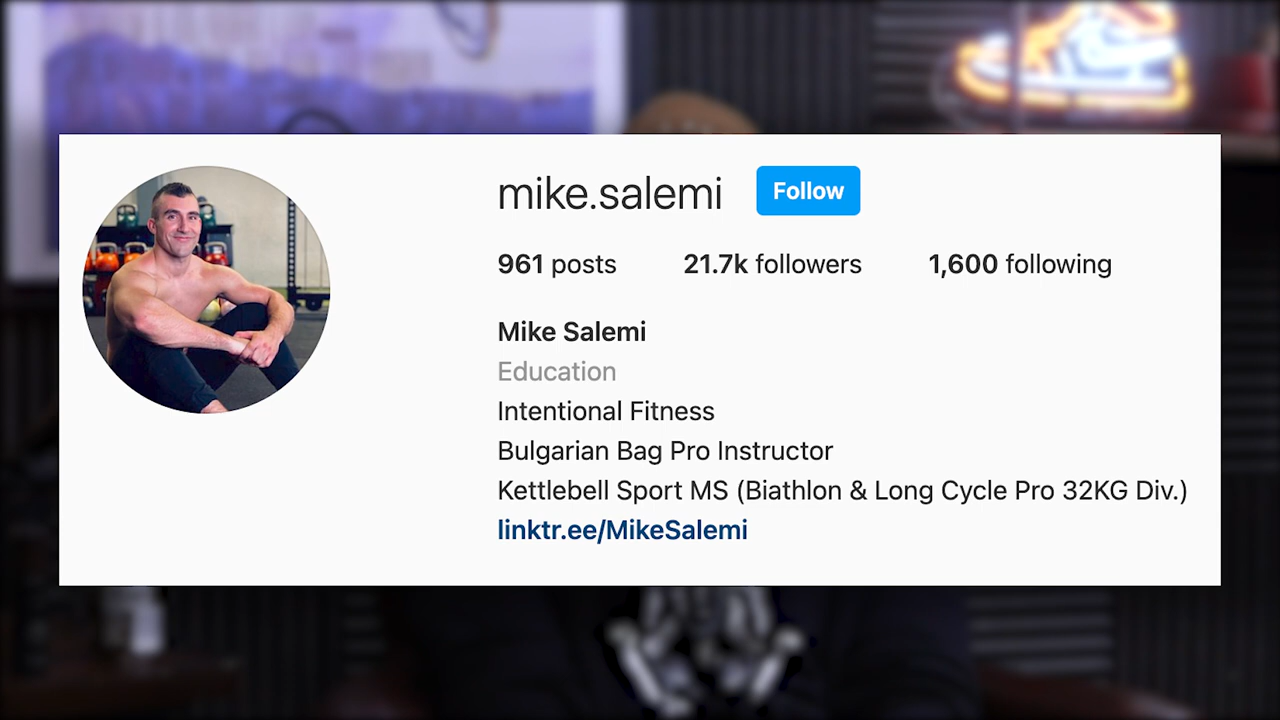 mike.salemi Follow
961 posts 21.7k followers 1,600 following
Mike Salemi
Education
Intentional Fitness
Bulgarian Bag Pro Instructor
Kettlebell Sport MS (Biathlon & Long Cycle Pro 32KG Div.)
linktr.ee/MikeSalemi